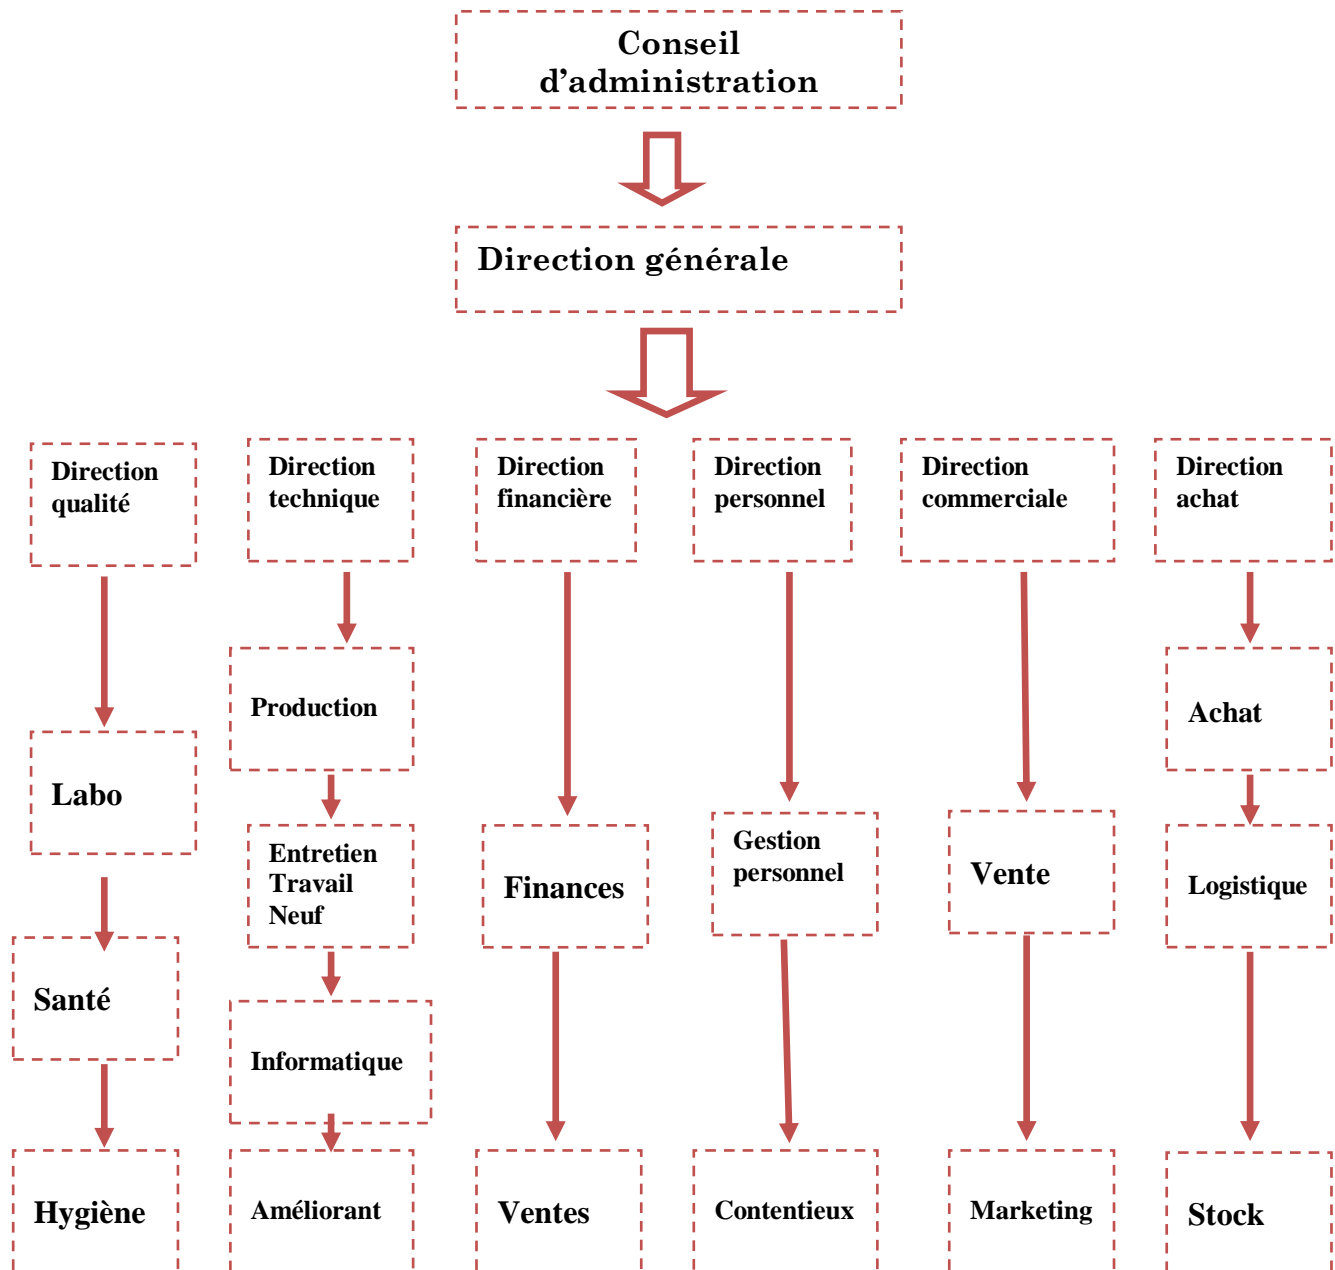 Conseil
d'administration
Direction générale
Direction
qualité
Direction
technique
Direction
financière
Direction
personnel
Direction
commerciale
Direction
achat
Production
Achat
Labo
Entretien
Travail
Neuf
Finances
Gestion
personnel
Vente
Logistique
Santé
Informatique
Hygiène
Améliorant
Ventes
Contentieux
Marketing
Stock